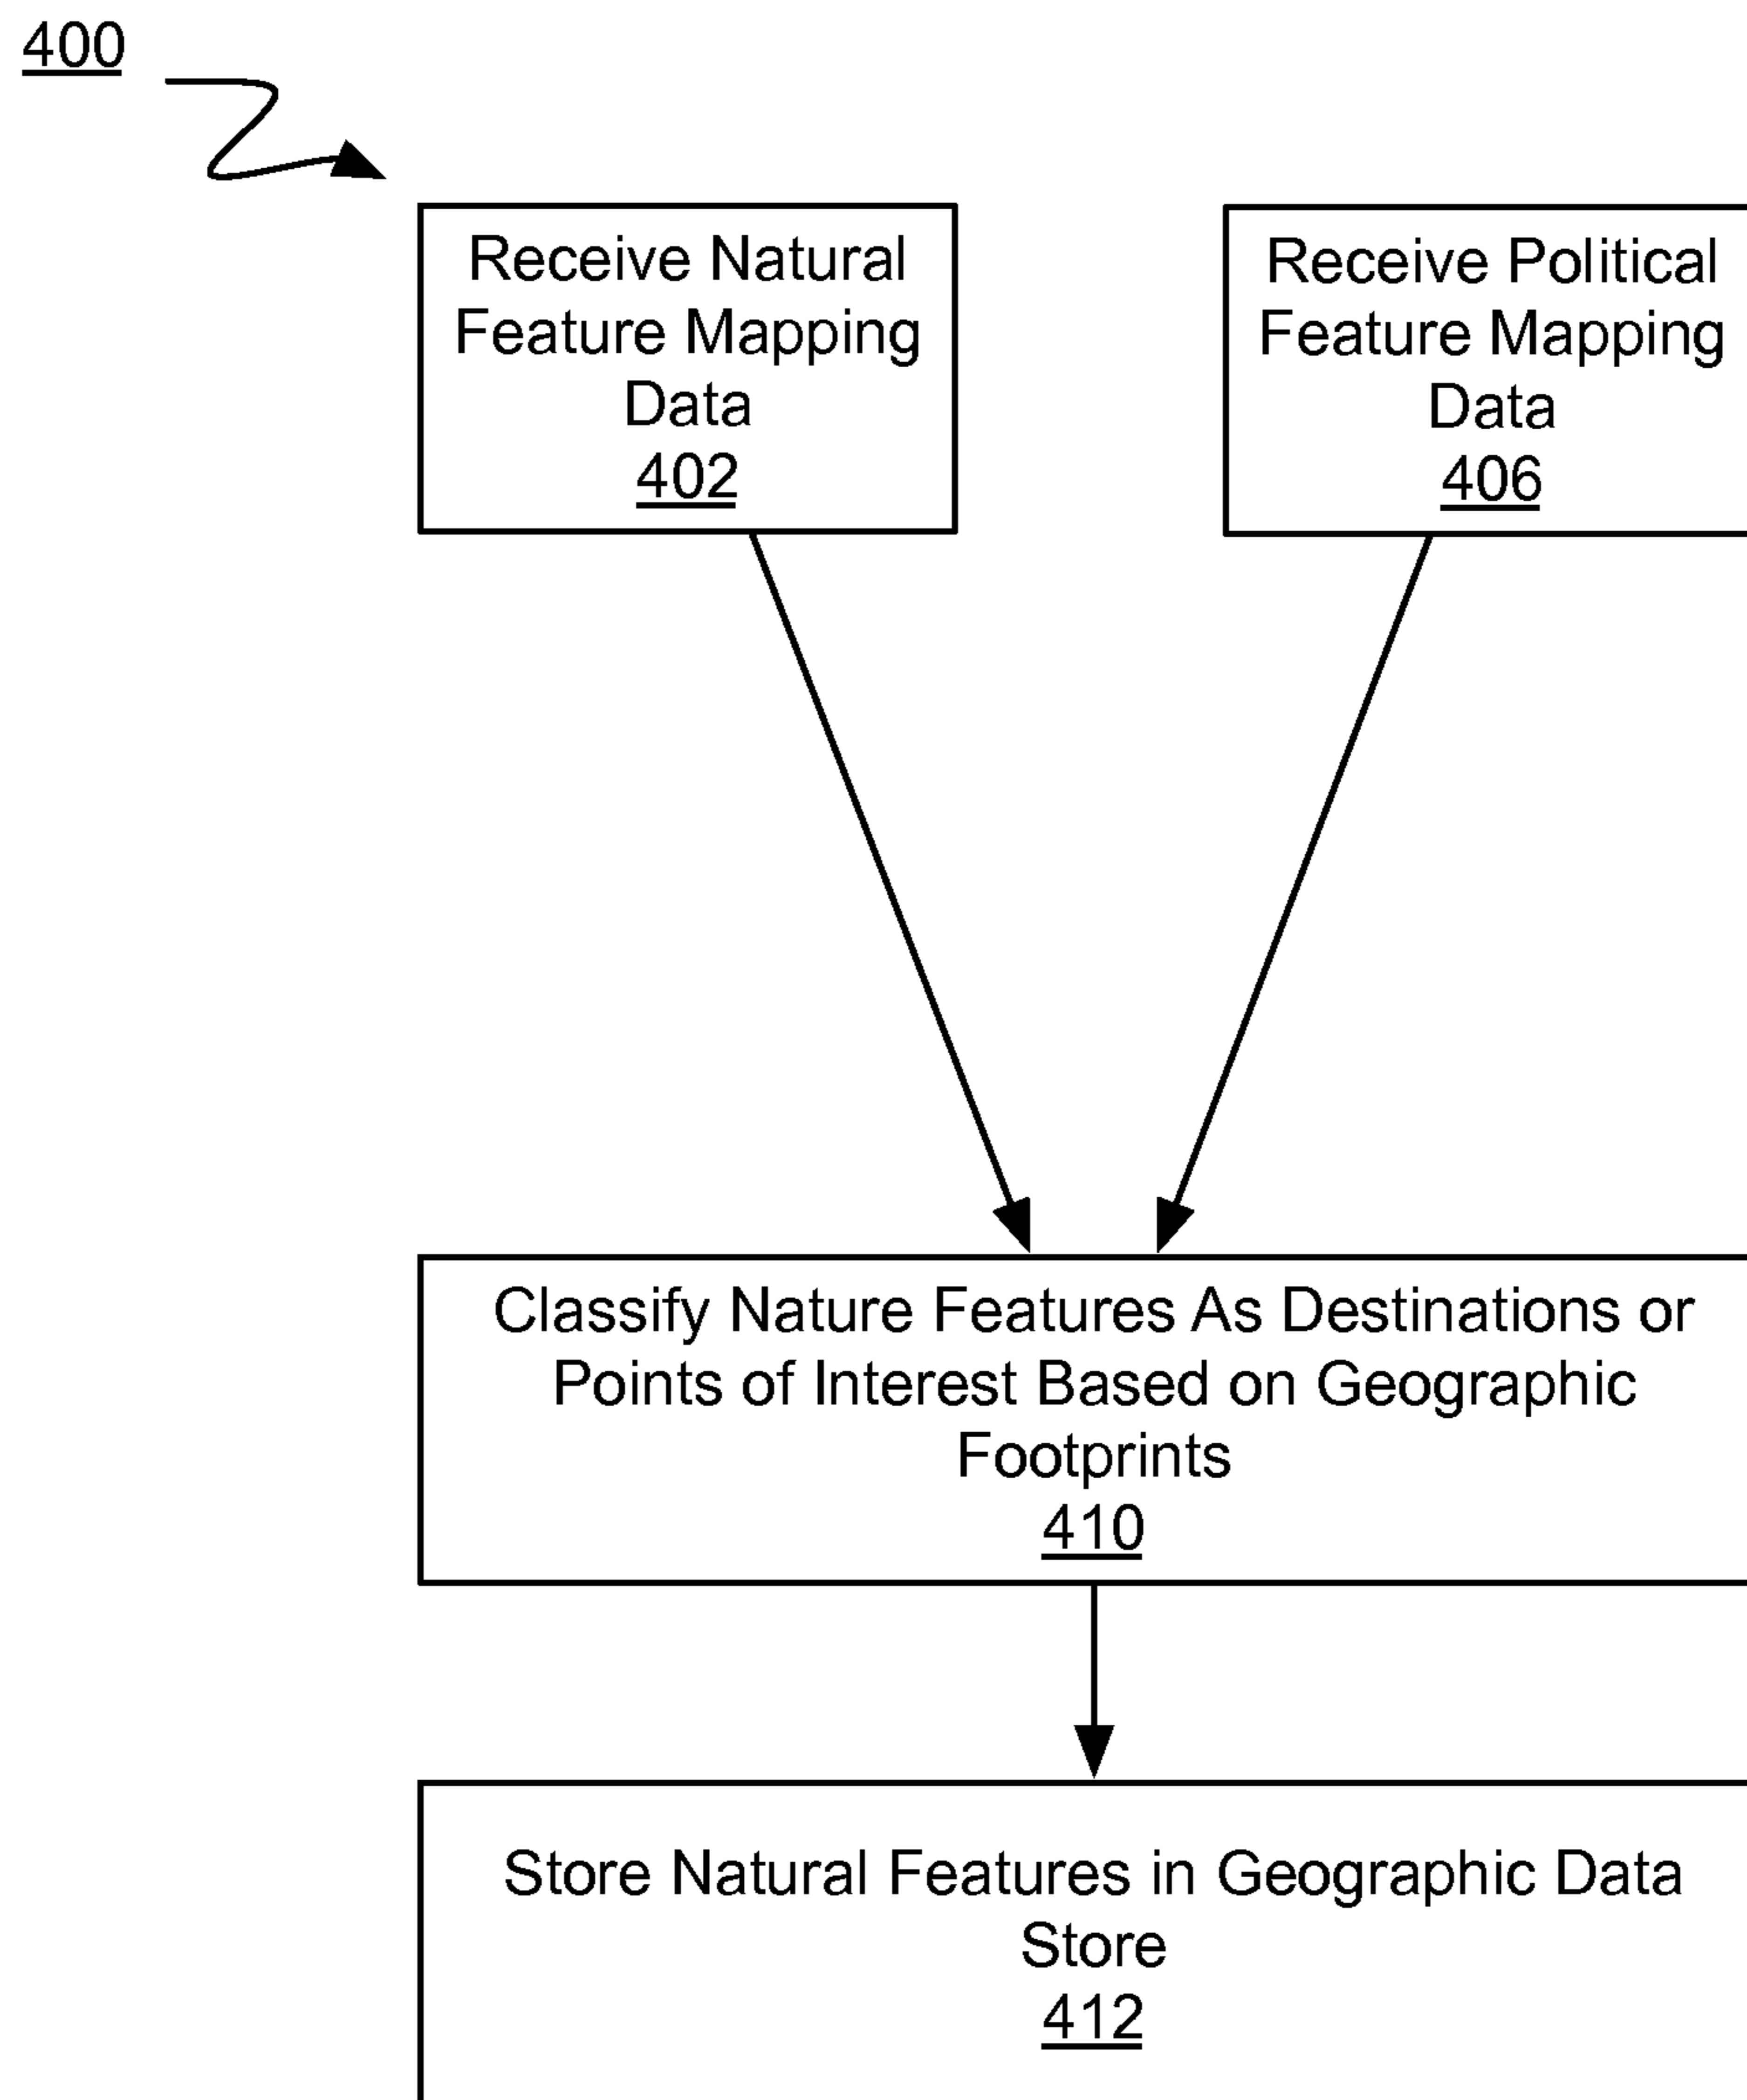 400
Receive Natural
Feature Mapping
Data
402
Receive Political
Feature Mapping
Data
406
Classify Nature Features As Destinations or
Points of Interest Based on Geographic
Footprints
410
Store Natural Features in Geographic Data
Store
412